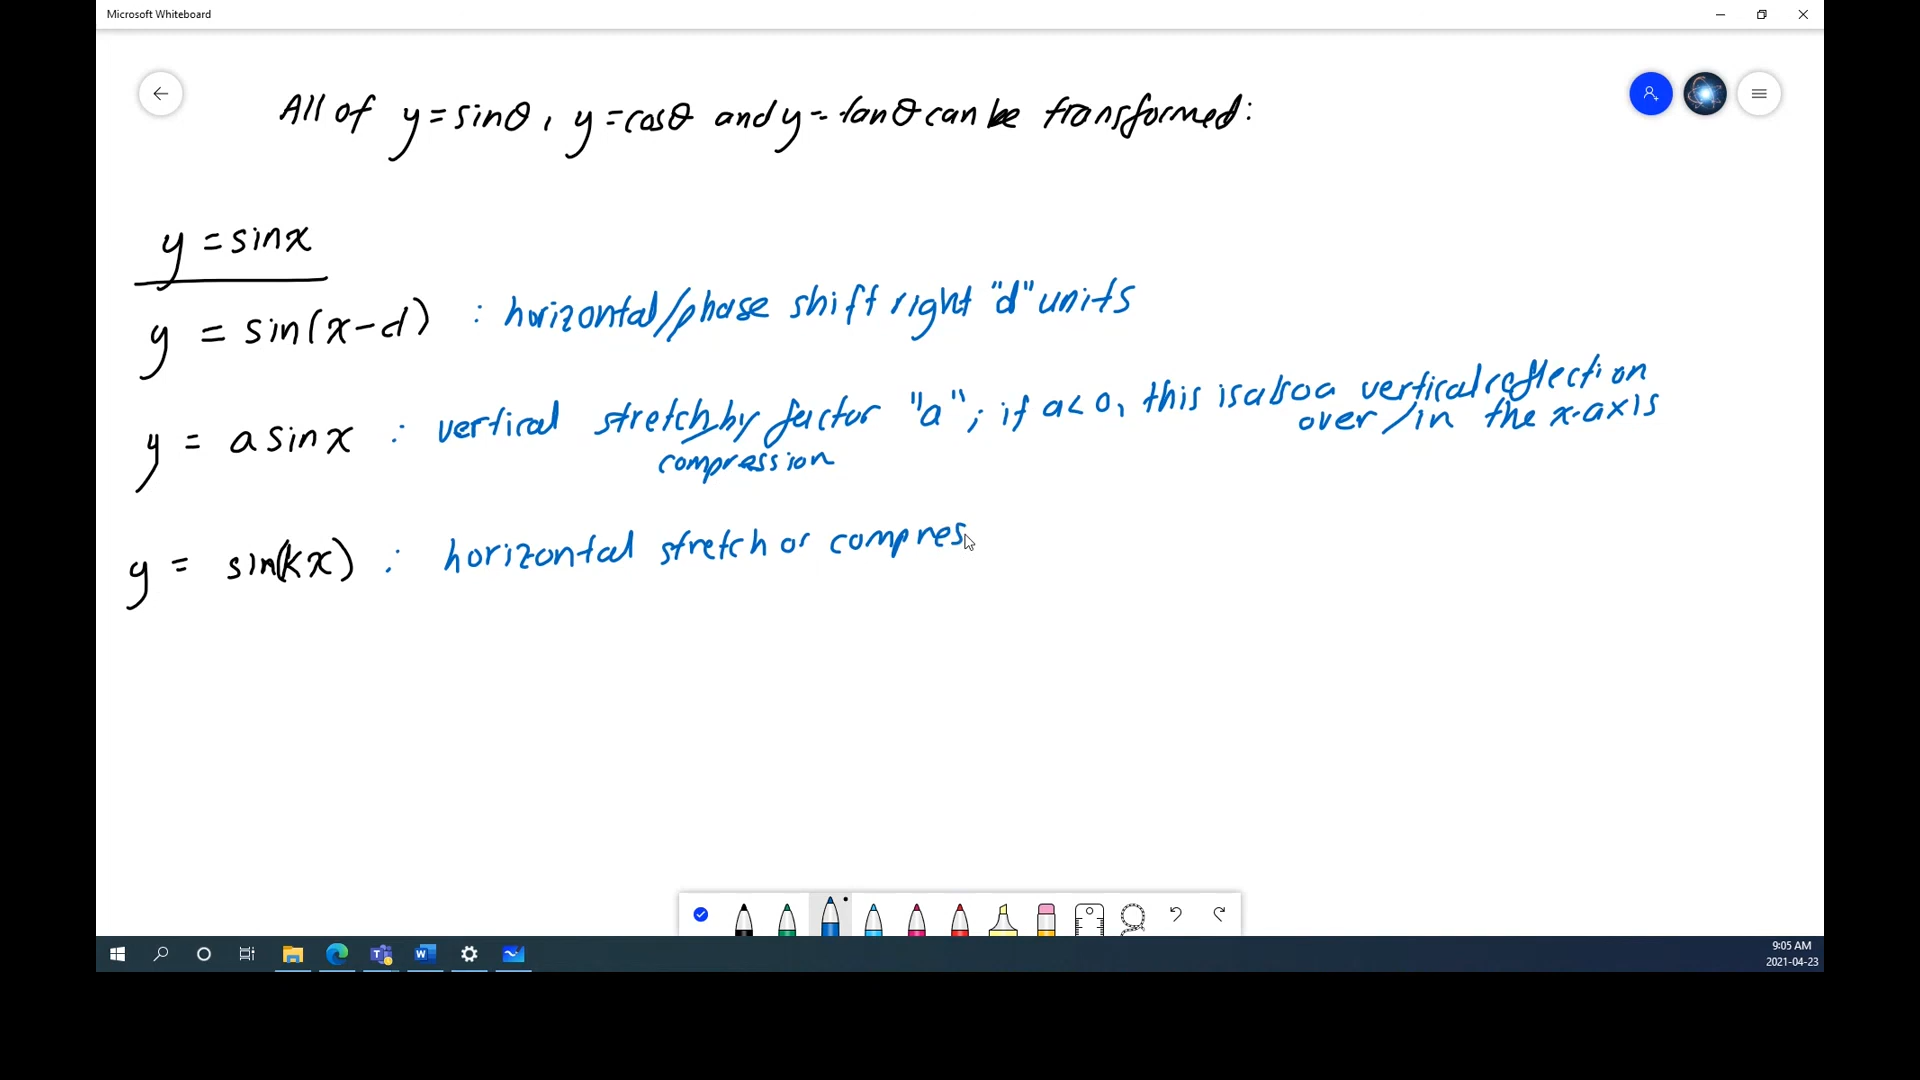 Microsoft Whiteboard
All of y = sinθ, y = cosθ and y = tanθ can be transformed:
y = sinx
y = sin(x-d) : horizontal/phase shift right "d" units
y = a sinx : vertical stretch by factor "a"; if a<0, this is also a vertical reflection
over/in the x-axis
compression
y = sin(kx) : horizontal stretch or compres
9:05 AM
2021-04-23